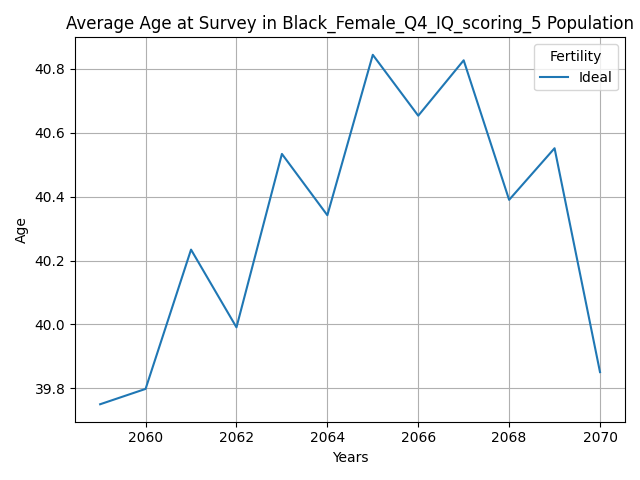 Average Age at Survey in Black_Female_Q4_IQ_scoring_5 Population
Fertility
Ideal
40.8
40.6
40.4
40.2
40.0
39.8
Age
2060 2062 2064 2066 2068 2070
Years